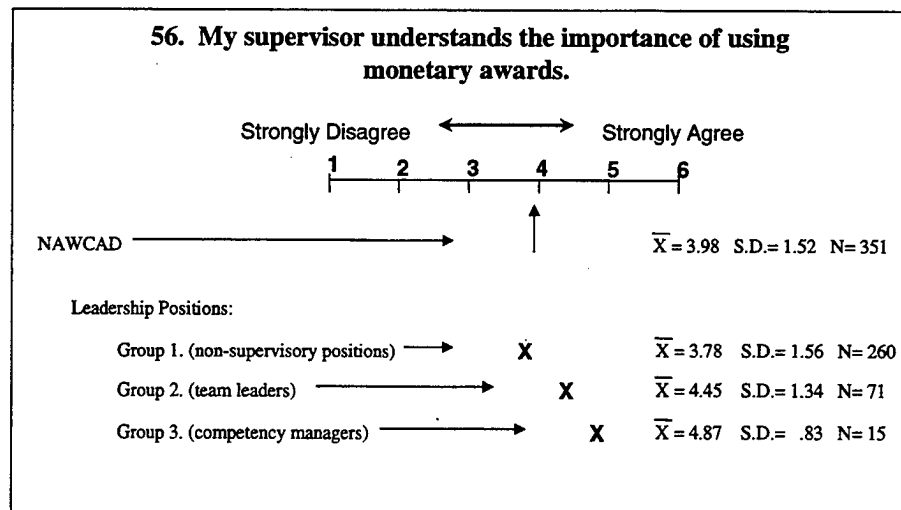 56. My supervisor understands the importance of using
monetary awards.
Strongly Disagree Strongly Agree
1 2 3 4 5 6
NAWCAD X̄ = 3.98 S.D.= 1.52 N= 351
Leadership Positions:
Group 1. (non-supervisory positions) X X̄ = 3.78 S.D.= 1.56 N= 260
Group 2. (team leaders) X X̄ = 4.45 S.D.= 1.34 N= 71
Group 3. (competency managers) X X̄ = 4.87 S.D.= .83 N= 15